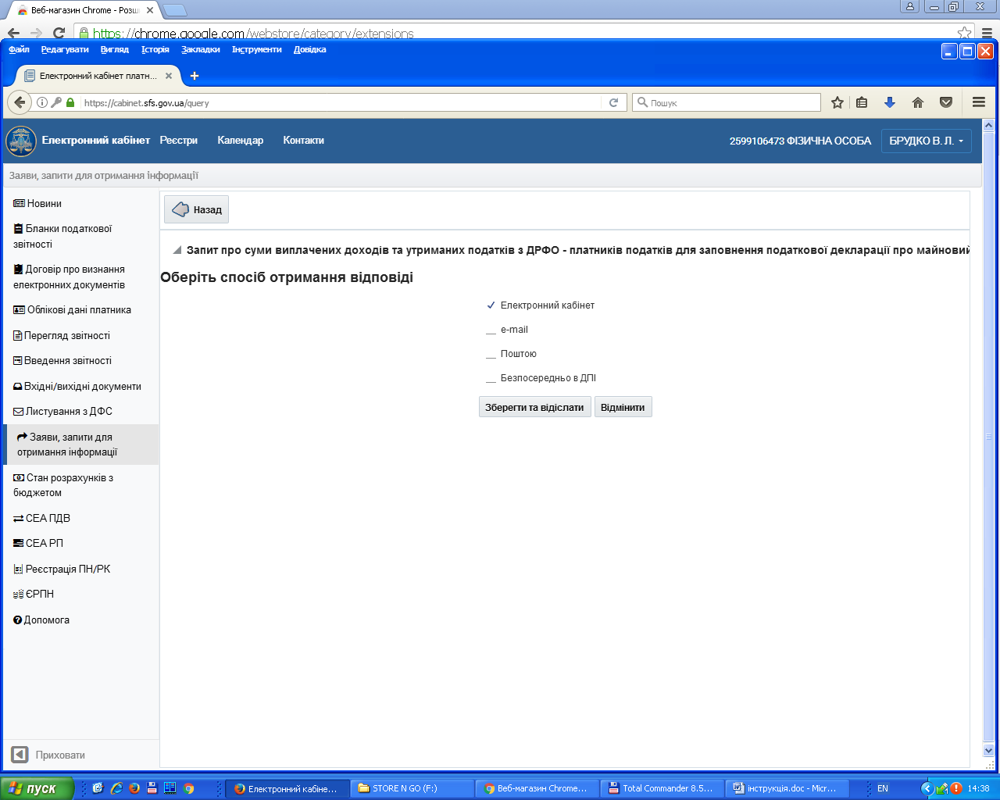 Веб-магазин Chrome - Розш
https://chrome.google.com/webstore/category/extensions
Файл Редагувати Вигляд Історія Закладки Інструменти Довідка
Електронний кабінет платн...
https://cabinet.sfs.gov.ua/query
Пошук
Електронний кабінет Реєстри Календар Контакти 2599106473 ФІЗИЧНА ОСОБА БРУДКО В. Л.
Заяви, запити для отримання інформації
Новини
Бланки податкової
звітності
Договір про визнання
електронних документів
Облікові дані платника
Перегляд звітності
Введення звітності
Вхідні/вихідні документи
Листування з ДФС
Заяви, запити для
отримання інформації
Стан розрахунків з
бюджетом
СЕА ПДВ
СЕА РП
Реєстрація ПН/РК
ЄРПН
Допомога
Приховати
Назад
Запит про суми виплачених доходів та утриманих податків з ДРФО - платників податків для заповнення податкової декларації про майновий
Оберіть спосіб отримання відповіді
Електронний кабінет
e-mail
Поштою
Безпосередньо в ДПІ
Зберегти та відіслати Відмінити
пуск Електронний кабіне... STORE N GO (F:) Веб-магазин Chrome... Total Commander 8.5... інструкція.doc - Micr... EN 14:38